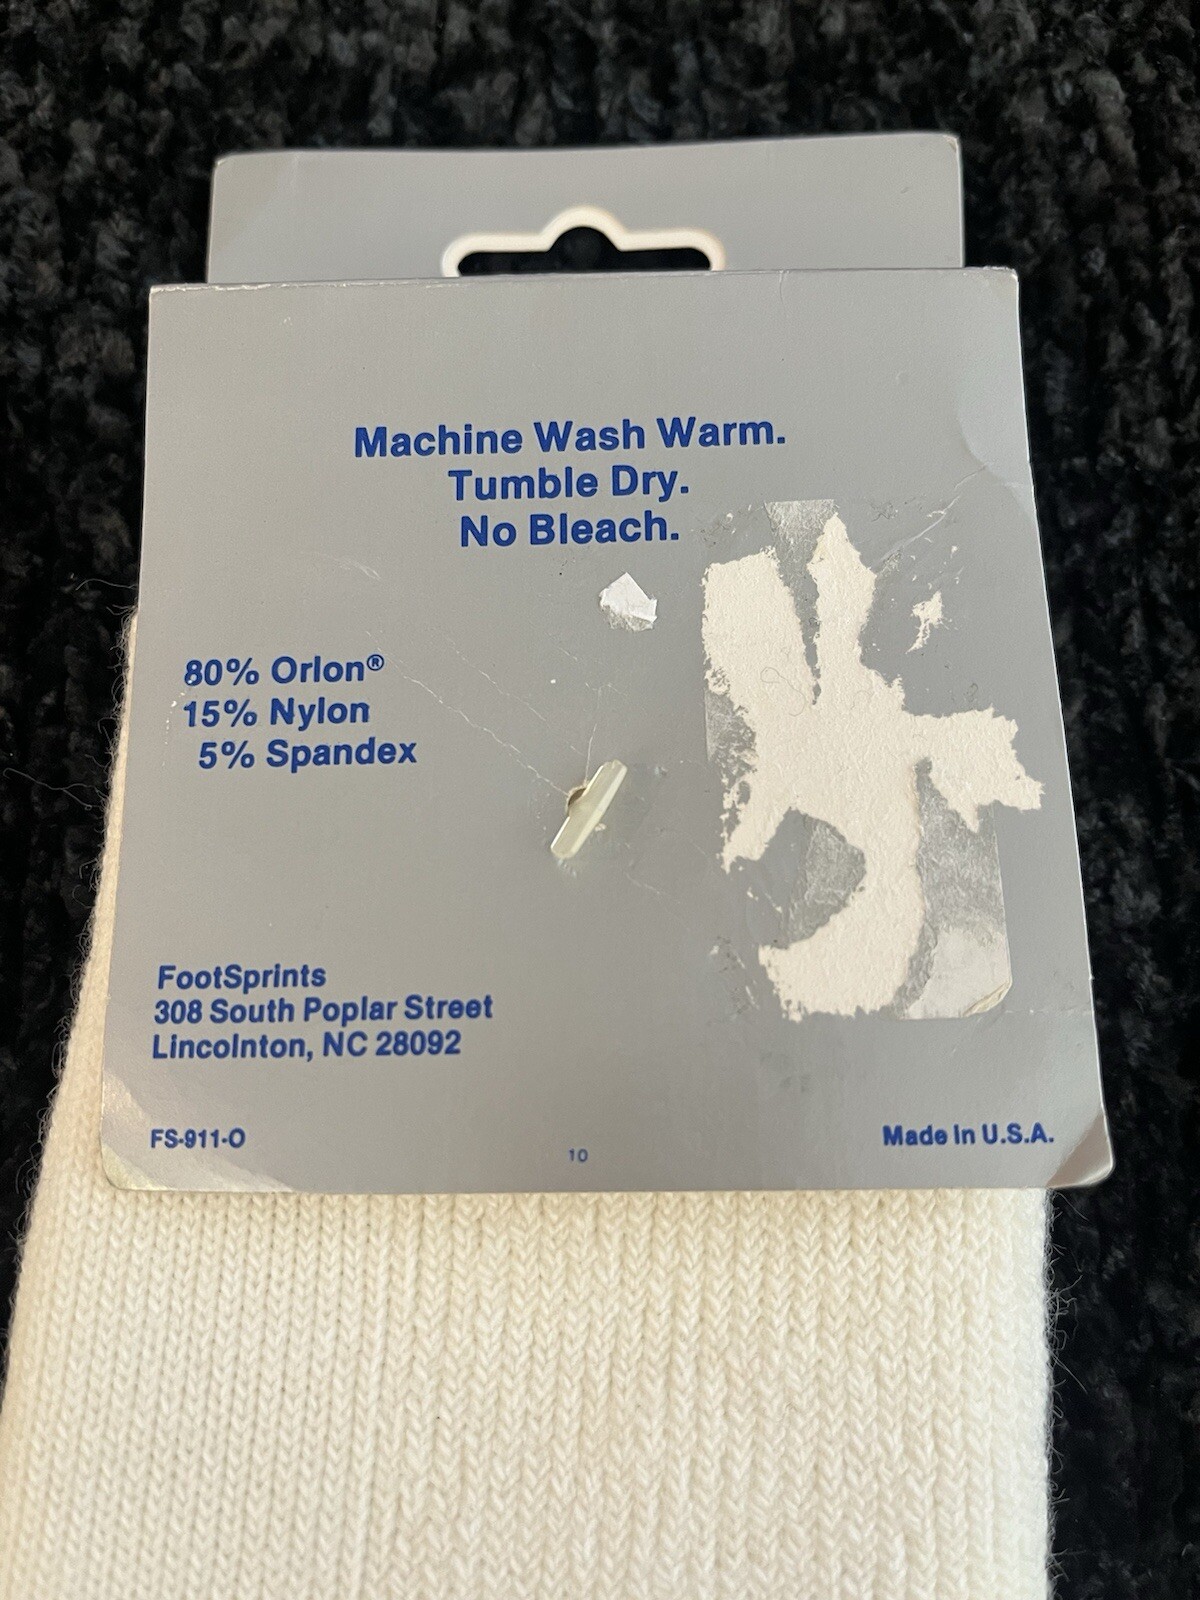 Machine Wash Warm.
Tumble Dry.
No Bleach.
80% Orlon®
15% Nylon
5% Spandex
FootSprints
308 South Poplar Street
Lincolnton, NC 28092
FS-911-O
10
Made in U.S.A.